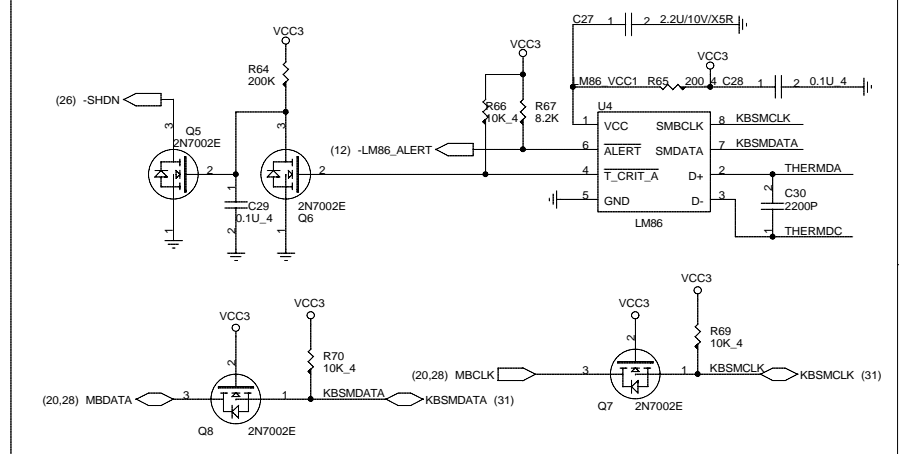 C27 1 2 2.2U/10V/X5R
VCC3
R64
200K
VCC3
VCC3
LM86_VCC1 R65 200_4 C28 1 2 0.1U_4
(26) -SHDN
R66
10K_4
R67
8.2K
U4
3
Q5
2N7002E
2
1
3
2
1
2N7002E
Q6
1
C29
0.1U_4
2
(12) -LM86_ALERT
1 VCC SMBCLK 8 KBSMCLK
6 ALERT SMDATA 7 KBSMDATA
4 T_CRIT_A D+ 2 THERMDA
5 GND D- 3
LM86
2
C30
2200P
1
THERMDC
VCC3
VCC3
R70
10K_4
2
(20,28) MBDATA 3 1 KBSMDATA KBSMDATA (31)
Q8 2N7002E
VCC3
VCC3
R69
10K_4
2
(20,28) MBCLK 3 1 KBSMCLK KBSMCLK (31)
Q7 2N7002E